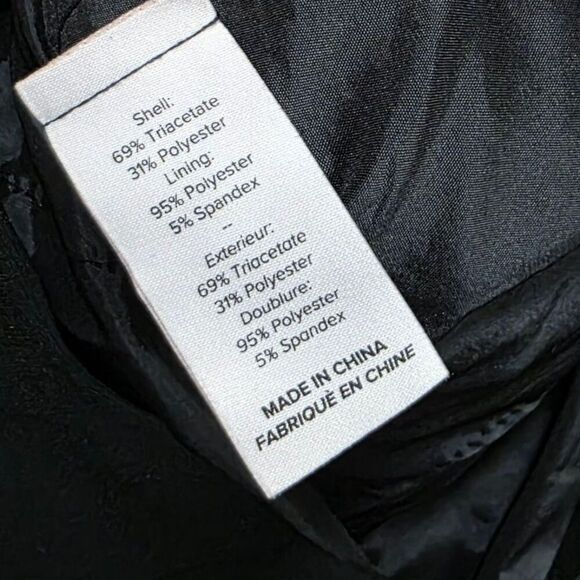 Shell:
69% Triacetate
31% Polyester
Lining:
95% Polyester
5% Spandex
--
Exterieur:
69% Triacetate
31% Polyester
Doublure:
95% Polyester
5% Spandex
MADE IN CHINA
FABRIQUÈ EN CHINE